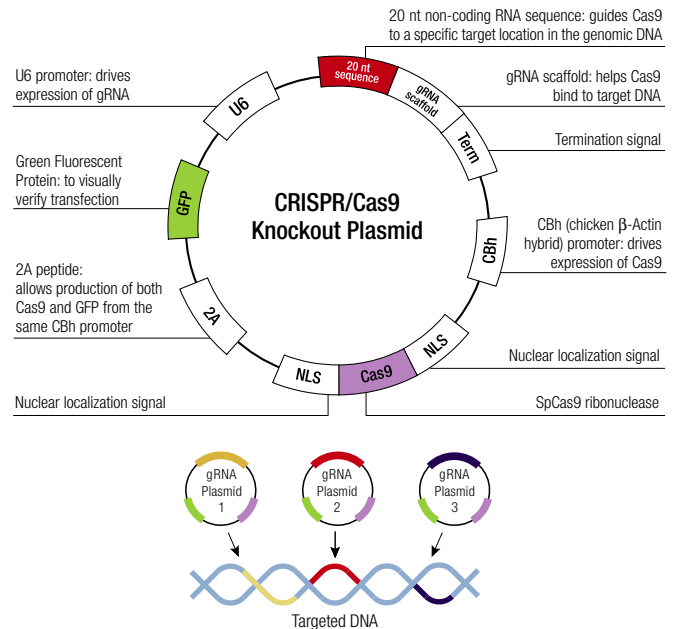 20 nt non-coding RNA sequence: guides Cas9
to a specific target location in the genomic DNA
20 nt
sequence
U6 promoter: drives
expression of gRNA
U6
gRNA
scaffold
gRNA scaffold: helps Cas9
bind to target DNA
Term
Termination signal
Green Fluorescent
Protein: to visually
verify transfection
GFP
CRISPR/Cas9
Knockout Plasmid
CBh
CBh (chicken β-Actin
hybrid) promoter: drives
expression of Cas9
2A peptide:
allows production of both
Cas9 and GFP from the
same CBh promoter
2A
NLS
Cas9
NLS
Nuclear localization signal
Nuclear localization signal
SpCas9 ribonuclease
gRNA
Plasmid
1
gRNA
Plasmid
2
gRNA
Plasmid
3
Targeted DNA